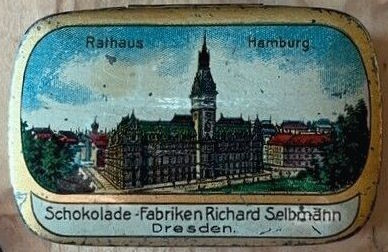 Rathaus Hamburg
Schokolade-Fabriken Richard Selbmann
Dresden.